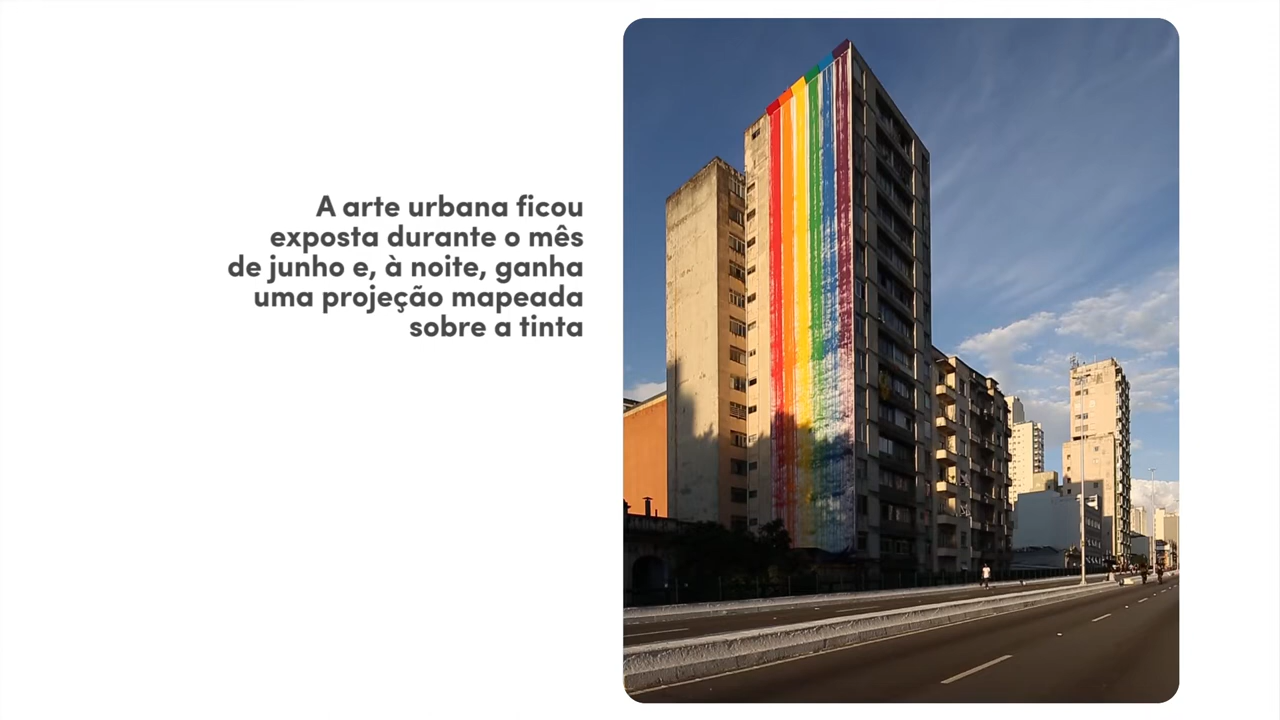 A arte urbana ficou
exposta durante o mês
de junho e, à noite, ganha
uma projeção mapeada
sobre a tinta